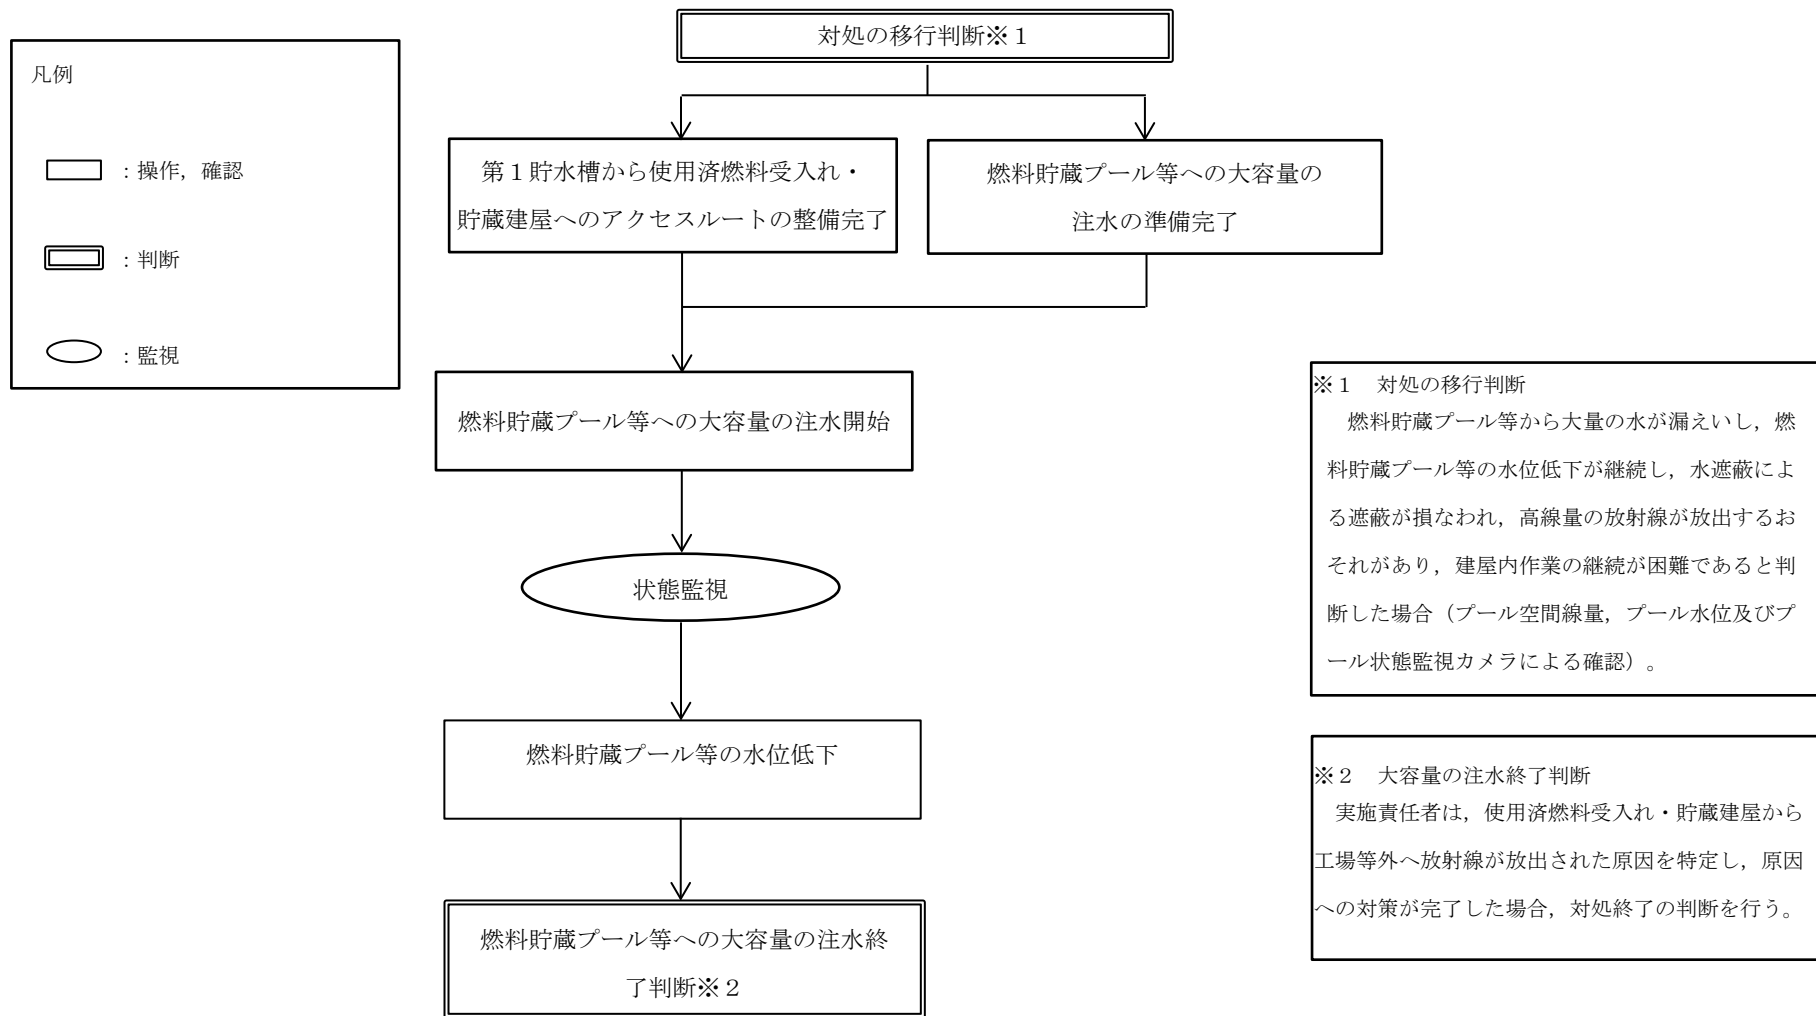 対処の移行判断※１
凡例
：操作，確認
：判断
：監視
第１貯水槽から使用済燃料受入れ・
貯蔵建屋へのアクセスルートの整備完了
燃料貯蔵プール等への大容量の
注水の準備完了
燃料貯蔵プール等への大容量の注水開始
状態監視
燃料貯蔵プール等の水位低下
燃料貯蔵プール等への大容量の注水終
了判断※２
※１　対処の移行判断
燃料貯蔵プール等から大量の水が漏えいし，燃
料貯蔵プール等の水位低下が継続し，水遮蔽によ
る遮蔽が損なわれ，高線量の放射線が放出するお
それがあり，建屋内作業の継続が困難であると判
断した場合（プール空間線量，プール水位及びプ
ール状態監視カメラによる確認）。
※２　大容量の注水終了判断
実施責任者は，使用済燃料受入れ・貯蔵建屋から
工場等外へ放射線が放出された原因を特定し，原因
への対策が完了した場合，対処終了の判断を行う。